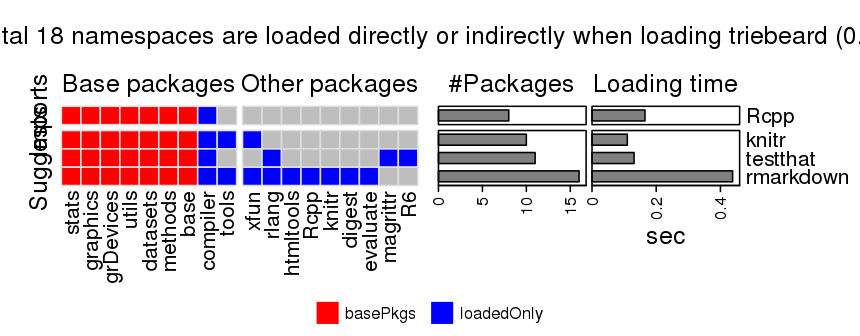 tal 18 namespaces are loaded directly or indirectly when loading triebeard (0.
Base packages
Other packages
#Packages
Loading time
Suggests
Rcpp
knitr
testthat
rmarkdown
stats
graphics
grDevices
utils
datasets
methods
base
compiler
tools
xfun
rlang
htmltools
Rcpp
knitr
digest
evaluate
magrittr
R6
0
5
10
15
0
0.2
0.4
sec
basePkgs
loadedOnly